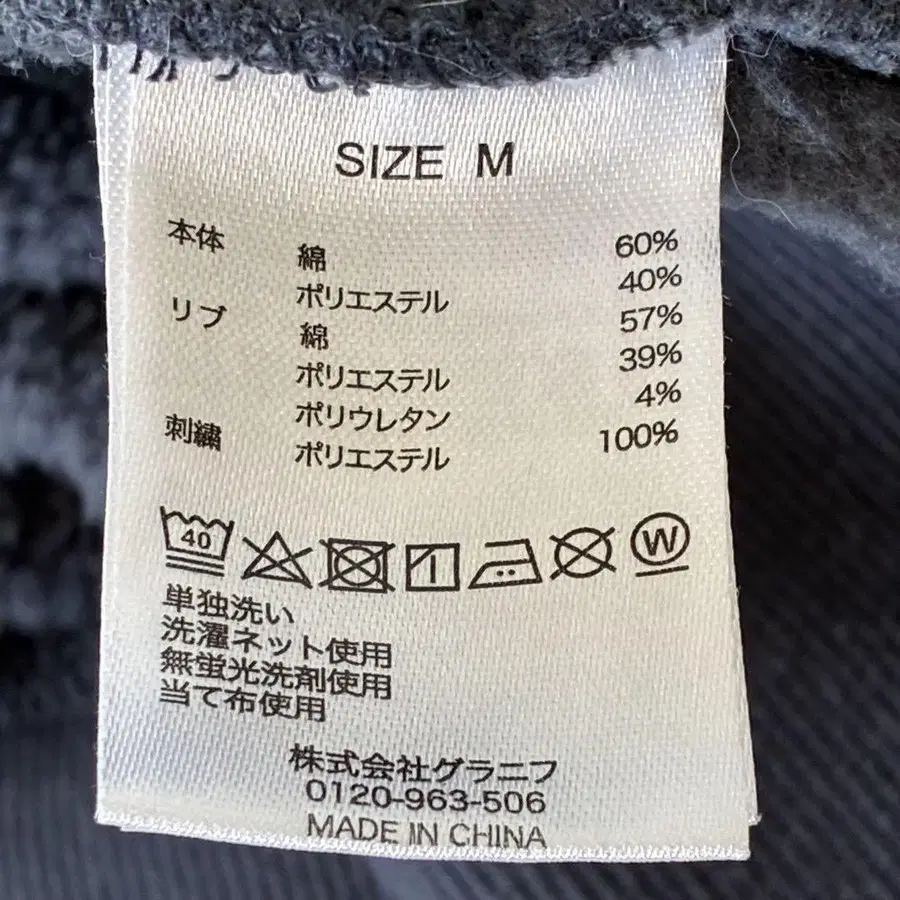 SIZE M
本体 綿 60%
ポリエステル 40%
リブ 綿 57%
ポリエステル 39%
ポリウレタン 4%
刺繍 ポリエステル 100%
40 W
単独洗い
洗濯ネット使用
無蛍光洗剤使用
当て布使用
株式会社グラニフ
0120-963-506
MADE IN CHINA